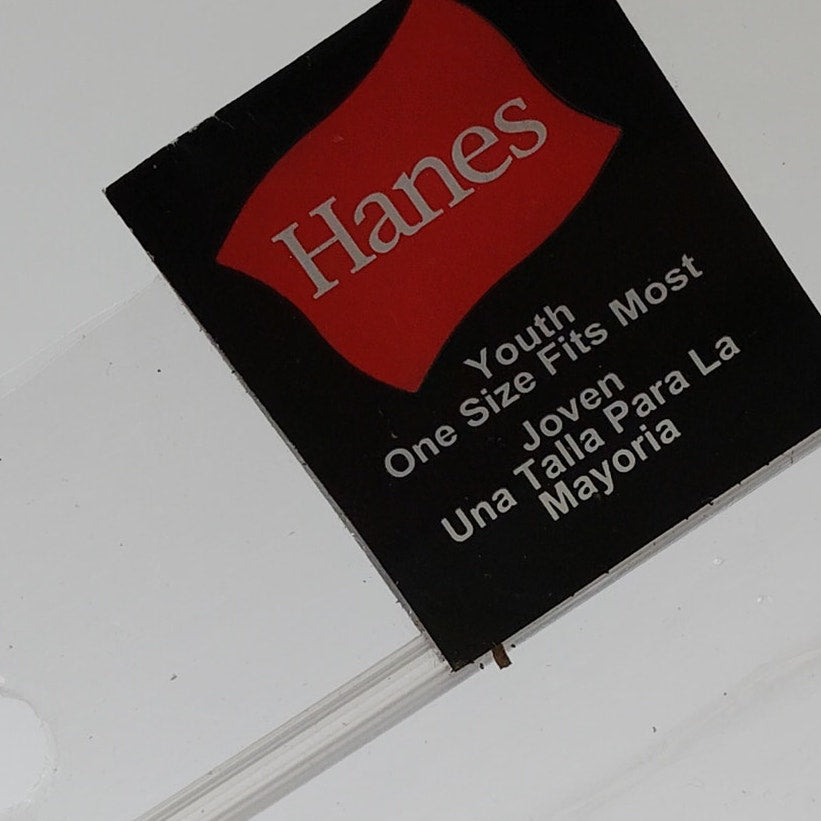 Hanes
Youth
One Size Fits Most
Joven
Una Talla Para La
Mayoria